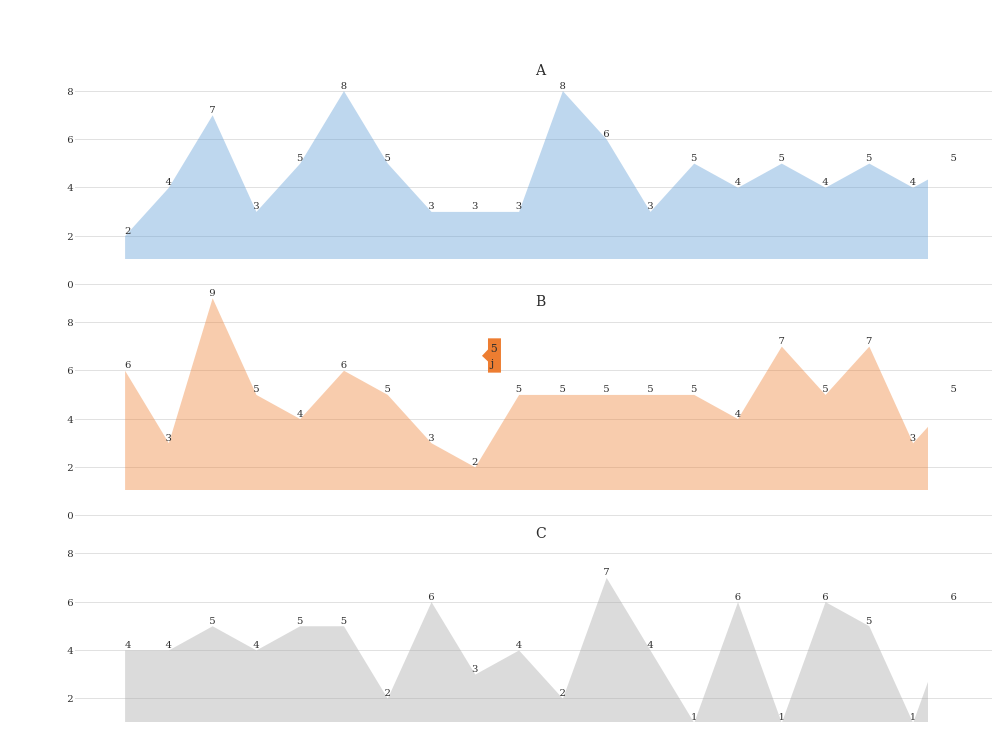 A
8
8 8
7
6 6
5 5 5 5 5 5
4 4 4 4 4
3 3 3 3 3 3
2 2
0
9
B
8
5
j
7 7
6 6 6
5 5 5 5 5 5 5 5 5
4 4 4
3 3 3
2 2
0
C
8
7
6 6 6 6 6
5 5 5 5
4 4 4 4 4 4
3
2 2 2
1 1 1